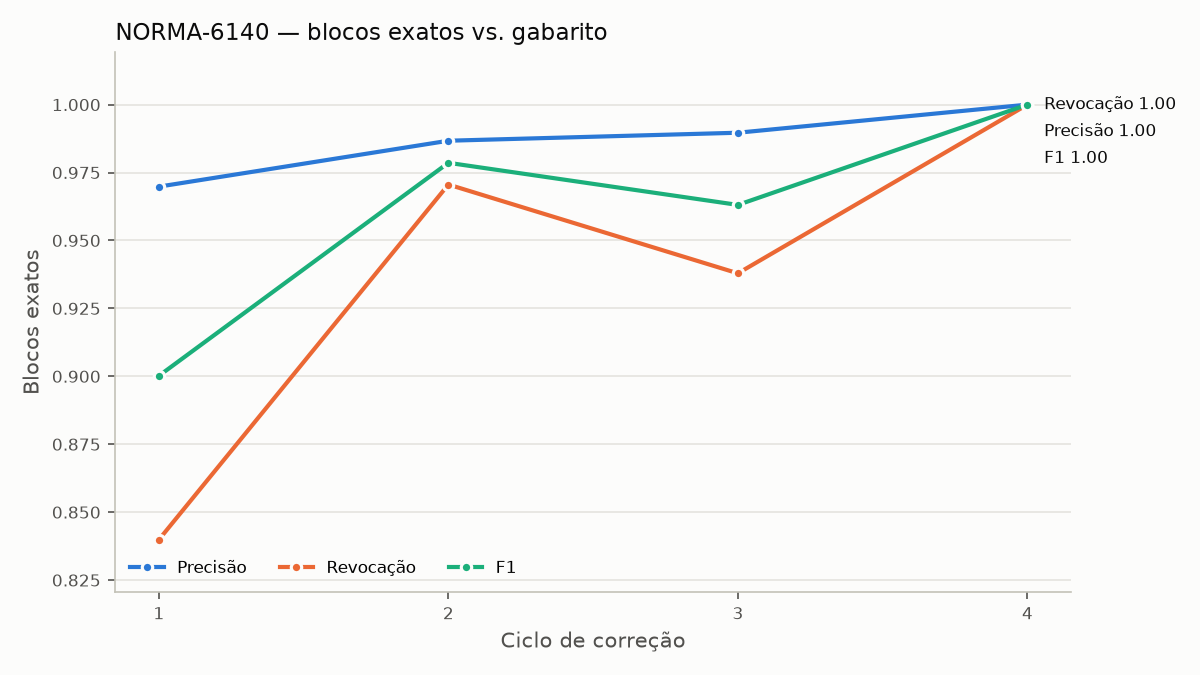 NORMA-6140 — blocos exatos vs. gabarito
Blocos exatos
1.000
0.975
0.950
0.925
0.900
0.875
0.850
0.825
Revocação 1.00
Precisão 1.00
F1 1.00
Precisão Revocação F1
1 2 3 4
Ciclo de correção